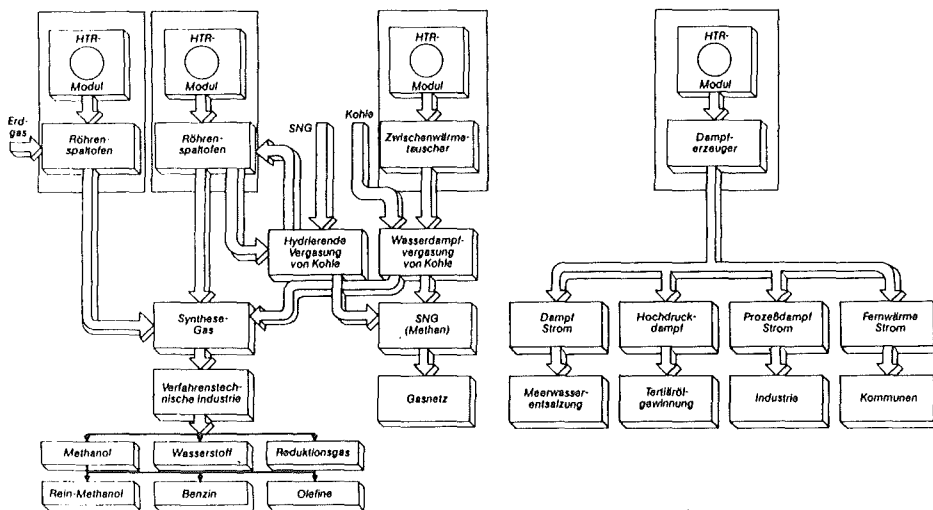 HTR-
Modul
HTR-
Modul
HTR-
Modul
HTR-
Modul
Erd-
gas
Röhren-
spaltofen
Röhren-
spaltofen
SNG
Kohle
Zwischenwärme-
tauscher
Dampf-
erzeuger
Hydrierende
Vergasung
von Kohle
Wasserdampf-
vergasung
von Kohle
Synthese-
Gas
SNG
(Methan)
Dampf
Strom
Hochdruck-
dampf
Prozeßdampf
Strom
Fernwärme
Strom
Verfahrenstech-
nische Industrie
Gasnetz
Meerwasser-
entsalzung
Tertiäröl-
gewinnung
Industrie
Kommunen
Methanol
Wasserstoff
Reduktionsgas
Rein-Methanol
Benzin
Olefine